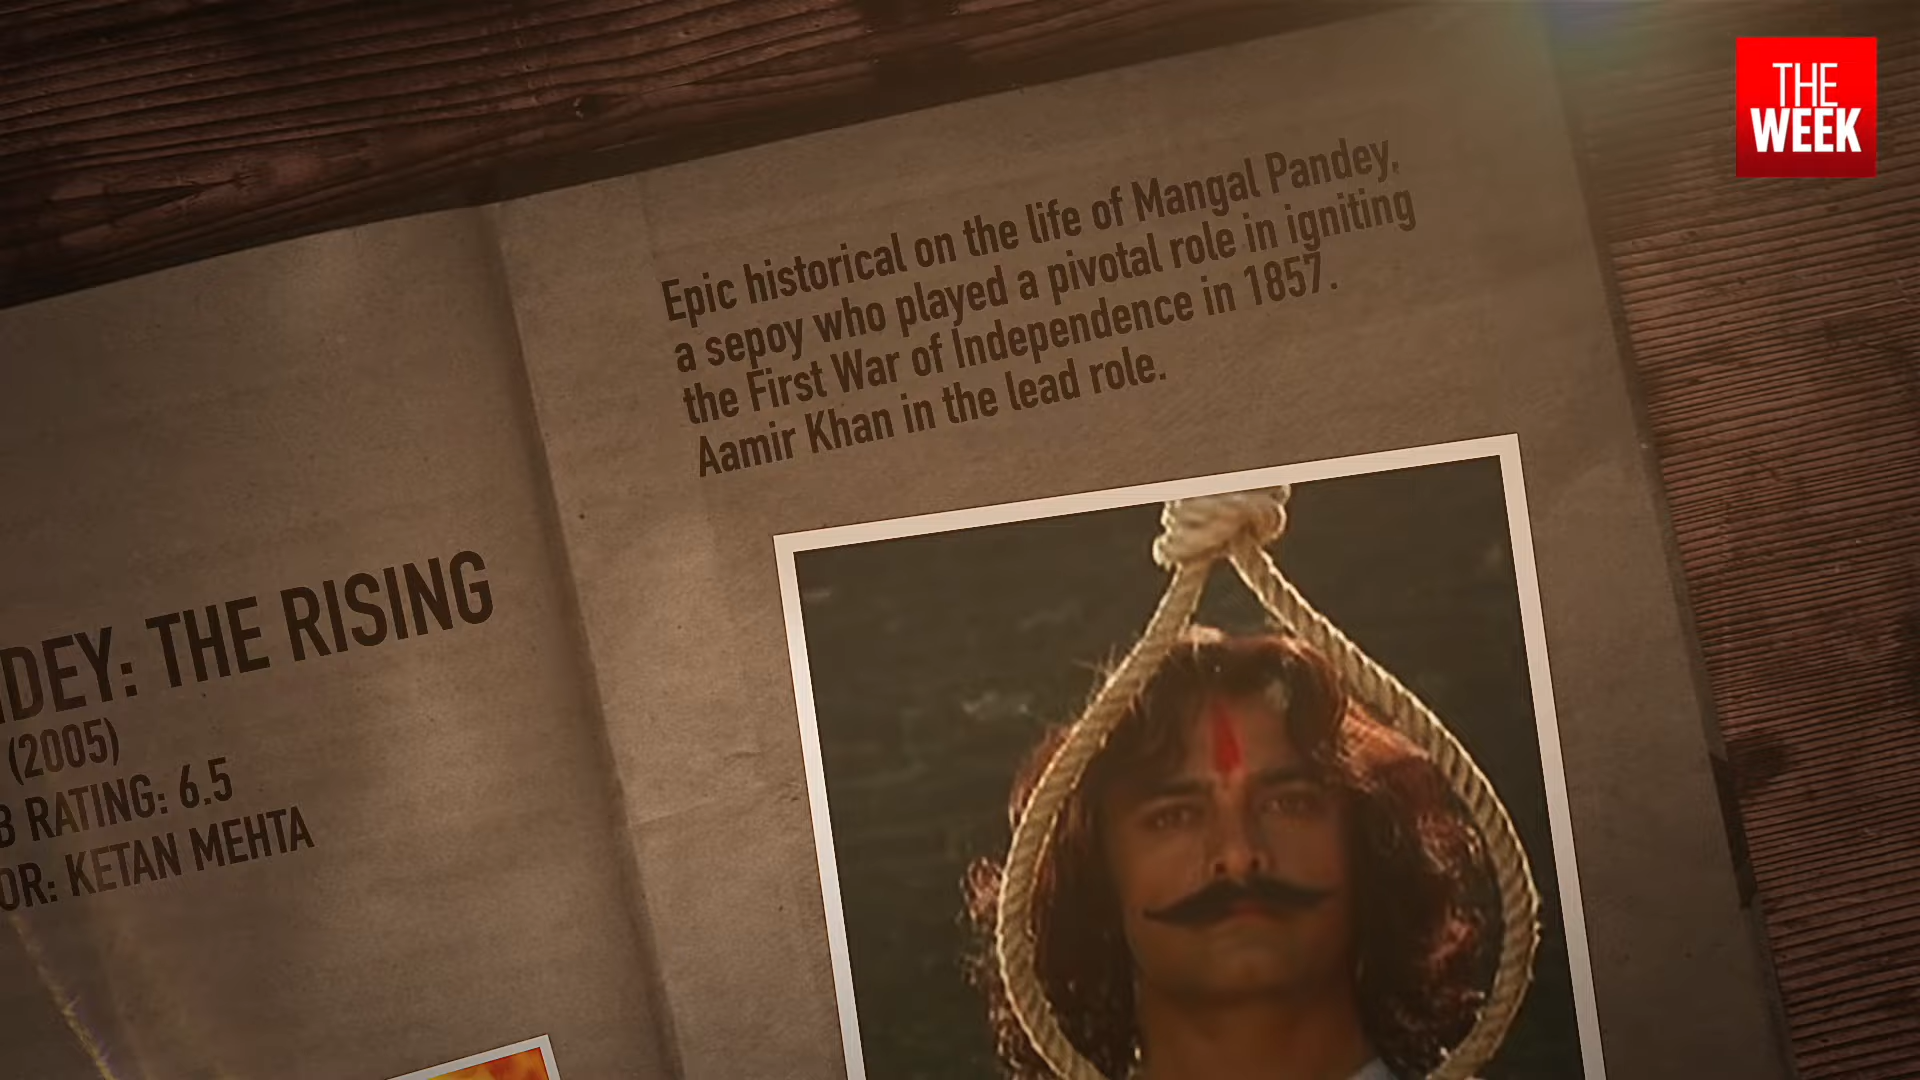 THE
WEEK
Epic historical on the life of Mangal Pandey,
a sepoy who played a pivotal role in igniting
the First War of Independence in 1857.
Aamir Khan in the lead role.
DEY: THE RISING
(2005)
RATING: 6.5
OR: KETAN MEHTA